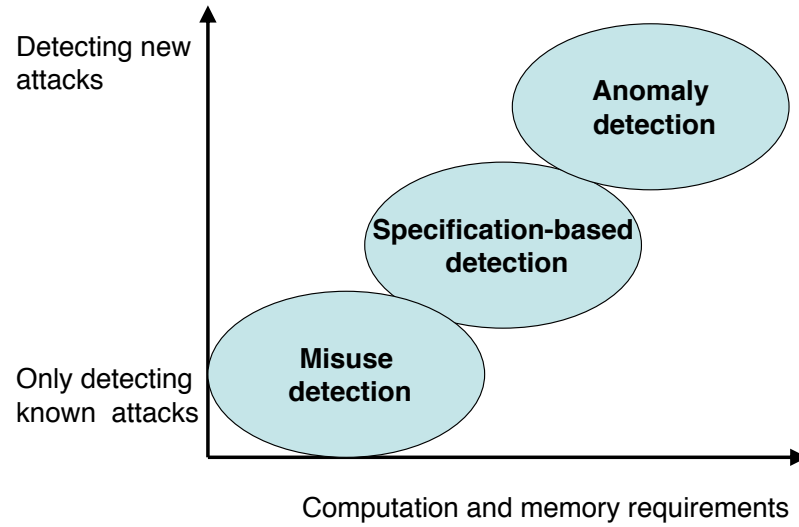 Detecting new
attacks
Anomaly
detection
Specification-based
detection
Misuse
detection
Only detecting
known attacks
Computation and memory requirements